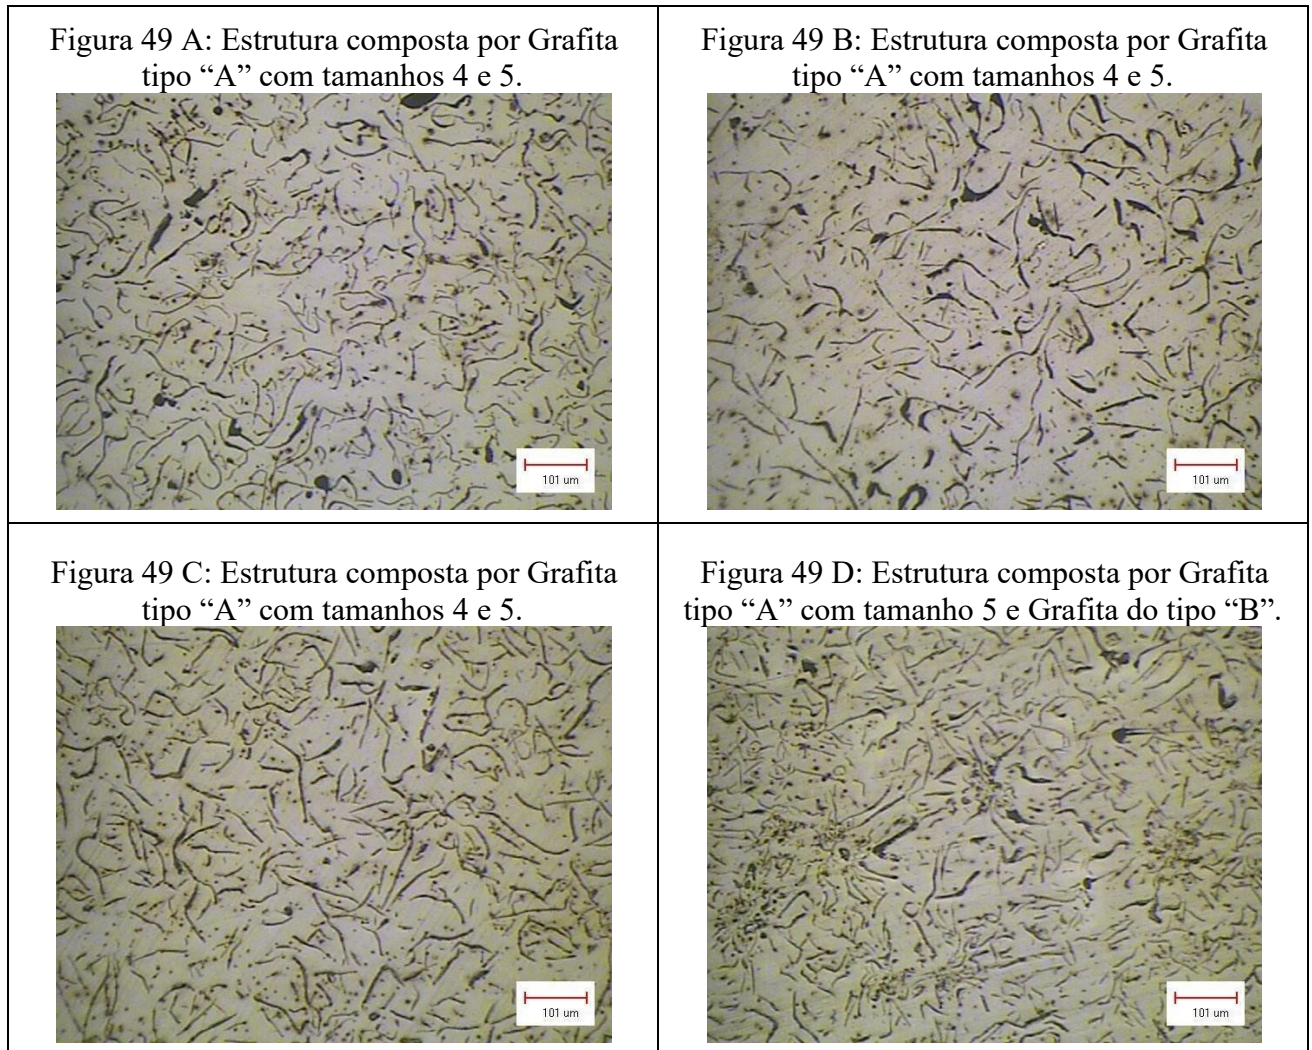 Figura 49 A: Estrutura composta por Grafita
tipo “A” com tamanhos 4 e 5.
101 um
Figura 49 B: Estrutura composta por Grafita
tipo “A” com tamanhos 4 e 5.
101 um
Figura 49 C: Estrutura composta por Grafita
tipo “A” com tamanhos 4 e 5.
101 um
Figura 49 D: Estrutura composta por Grafita
tipo “A” com tamanho 5 e Grafita do tipo “B”.
101 um